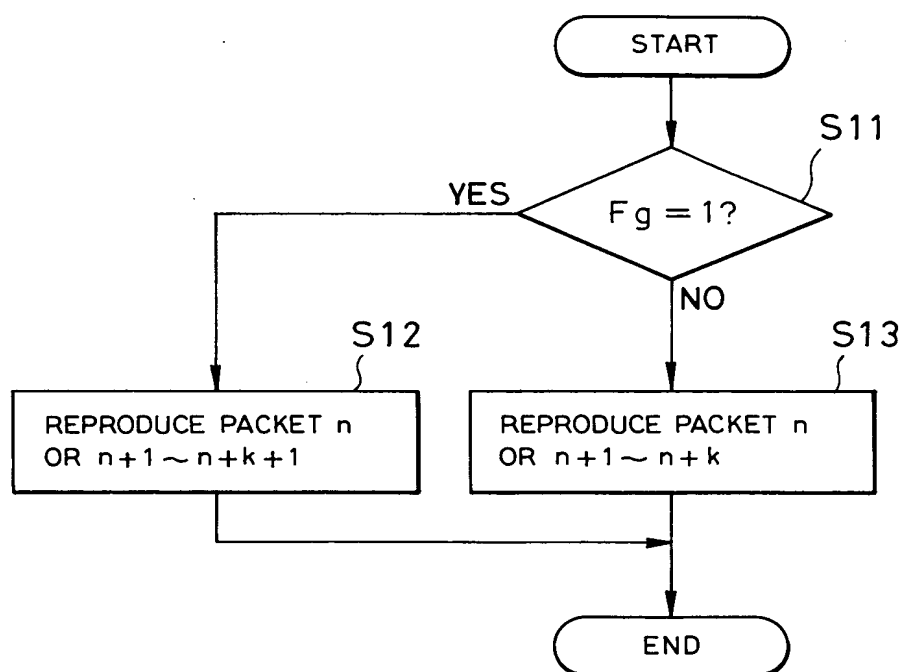 START
S11
Fg = 1?
YES
NO
S12
S13
REPRODUCE PACKET n
OR n+1 ~ n+k+1
REPRODUCE PACKET n
OR n+1 ~ n+k
END